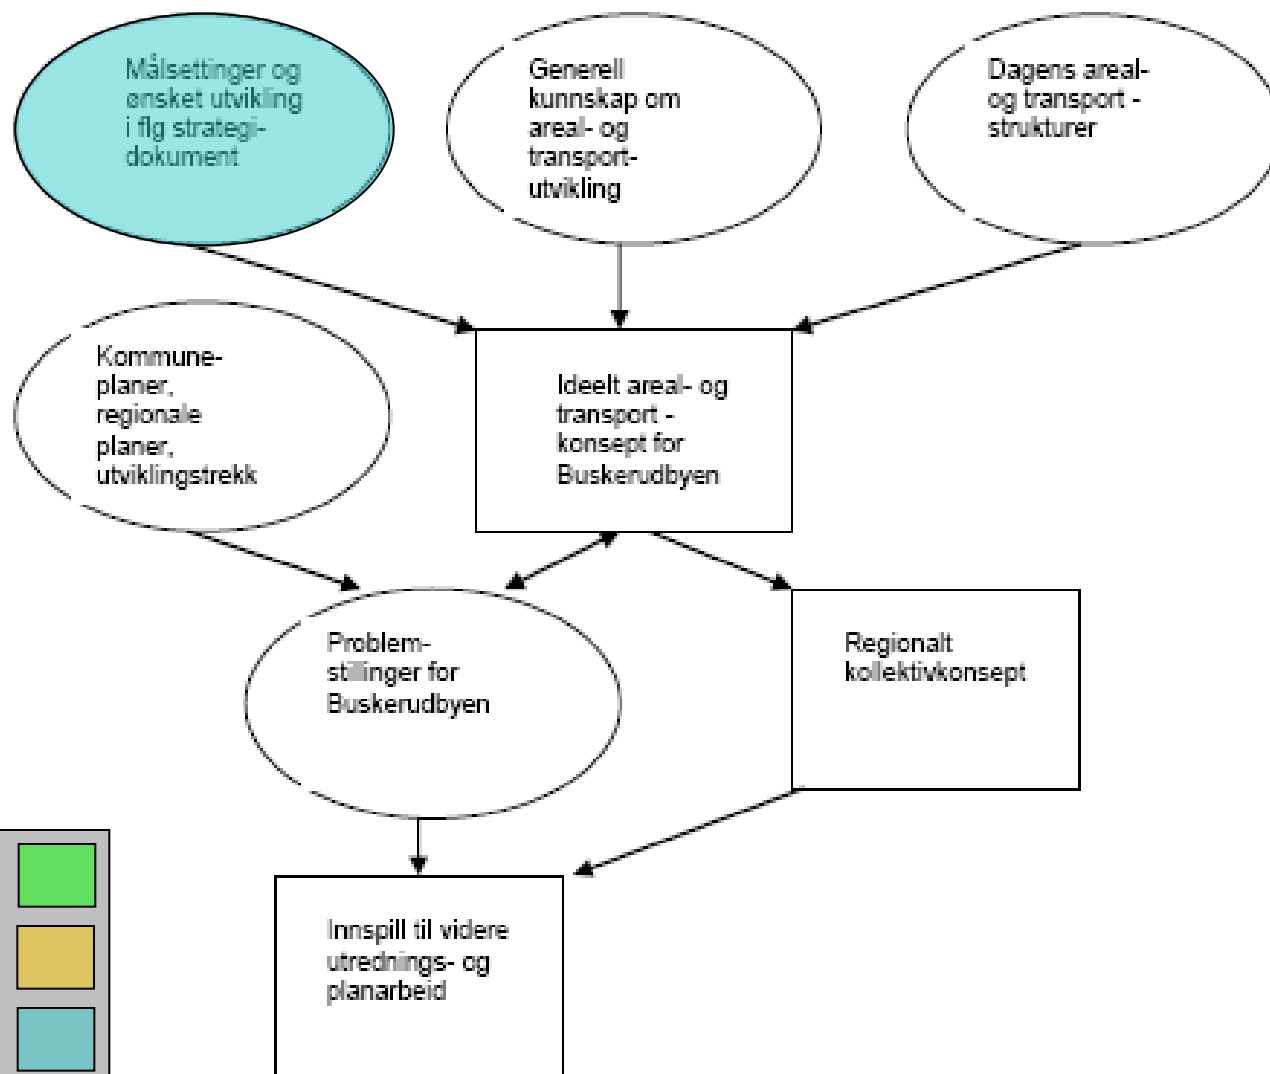 Målsettinger og
ønsket utvikling
i flg strategi-
dokument
Generell
kunnskap om
areal- og
transport-
utvikling
Dagens areal-
og transport -
strukturer
Kommune-
planer,
regionale
planer,
utviklingstrekk
Ideelt areal- og
transport -
konsept for
Buskerudbyen
Problem-
stillinger for
Buskerudbyen
Regionalt
kollektivkonsept
Innspill til videre
utrednings- og
planarbeid